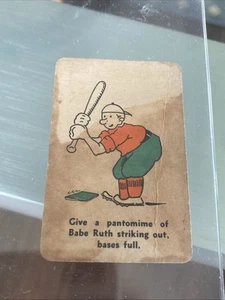 Give a pantomime of
Babe Ruth striking out,
bases full.